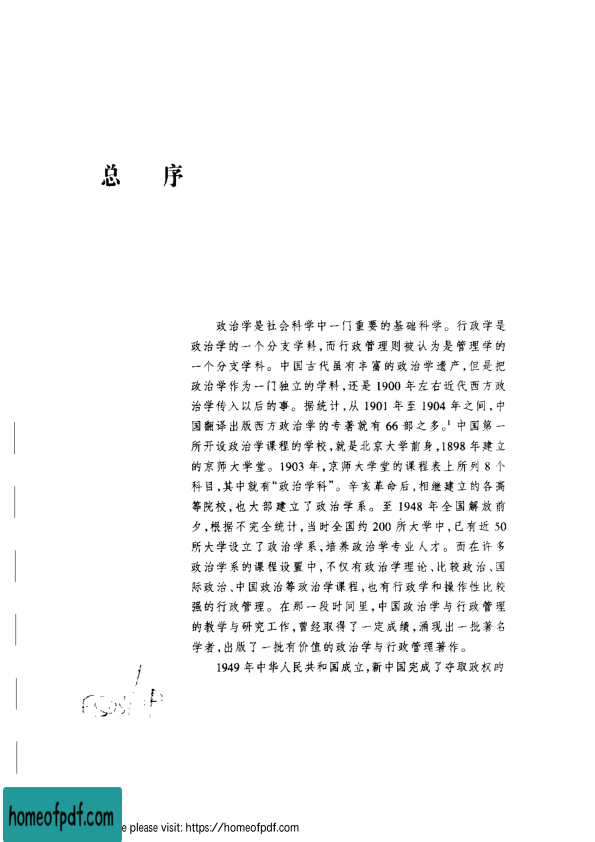 总 序
政治学是社会科学中一门重要的基础科学。行政学是
政治学的一个分支学科,而行政管理则被认为是管理学的
一个分支学科。中国古代虽有丰富的政治学遗产,但是把
政治学作为一门独立的学科,还是 1900 年左右近代西方政
治学传入以后的事。据统计,从 1901 年至 1904 年之间,中
国翻译出版西方政治学的专著就有 66 部之多。¹ 中国第一
所开设政治学课程的学校,就是北京大学前身,1898 年建立
的京师大学堂。1903 年,京师大学堂的课程表上所列 8 个
科目,其中就有“政治学科”。辛亥革命后,相继建立的各高
等院校,也大部建立了政治学系。至 1948 年全国解放前
夕,根据不完全统计,当时全国约 200 所大学中,已有近 50
所大学设立了政治学系,培养政治学专业人才。而在许多
政治学系的课程设置中,不仅有政治学理论、比较政治、国
际政治、中国政治等政治学课程,也有行政学和操作性比较
强的行政管理。在那一段时间里,中国政治学与行政管理
的教学与研究工作,曾经取得了一定成绩,涌现出一批著名
学者,出版了一批有价值的政治学与行政管理著作。
1949 年中华人民共和国成立,新中国完成了夺取政权的
homeofpdf.com
e please visit: https://homeofpdf.com